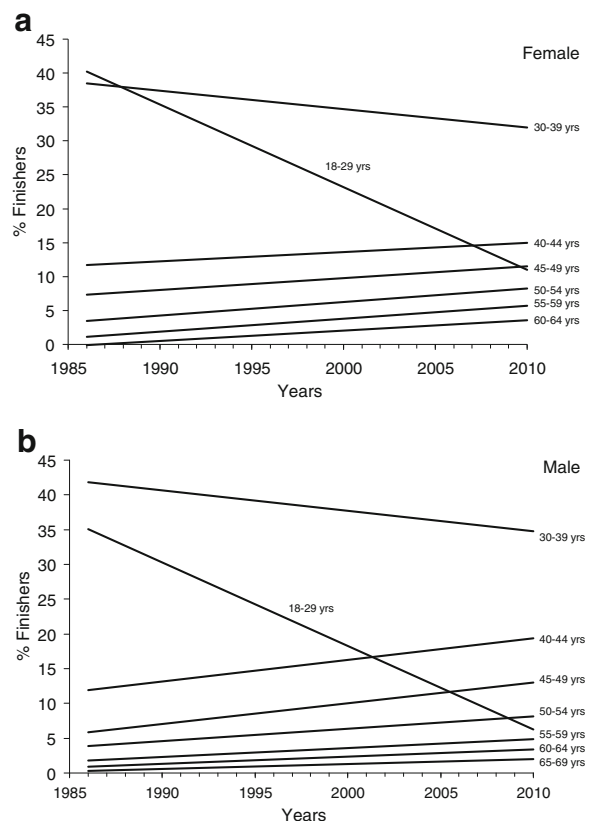 a
45
Female
40
35
30
25
20
15
10
5
0
% Finishers
30-39 yrs
18-29 yrs
40-44 yrs
45-49 yrs
50-54 yrs
55-59 yrs
60-64 yrs
1985 1990 1995 2000 2005 2010
Years
b
45
Male
40
35
30
25
20
15
10
5
0
% Finishers
30-39 yrs
18-29 yrs
40-44 yrs
45-49 yrs
50-54 yrs
55-59 yrs
60-64 yrs
65-69 yrs
1985 1990 1995 2000 2005 2010
Years